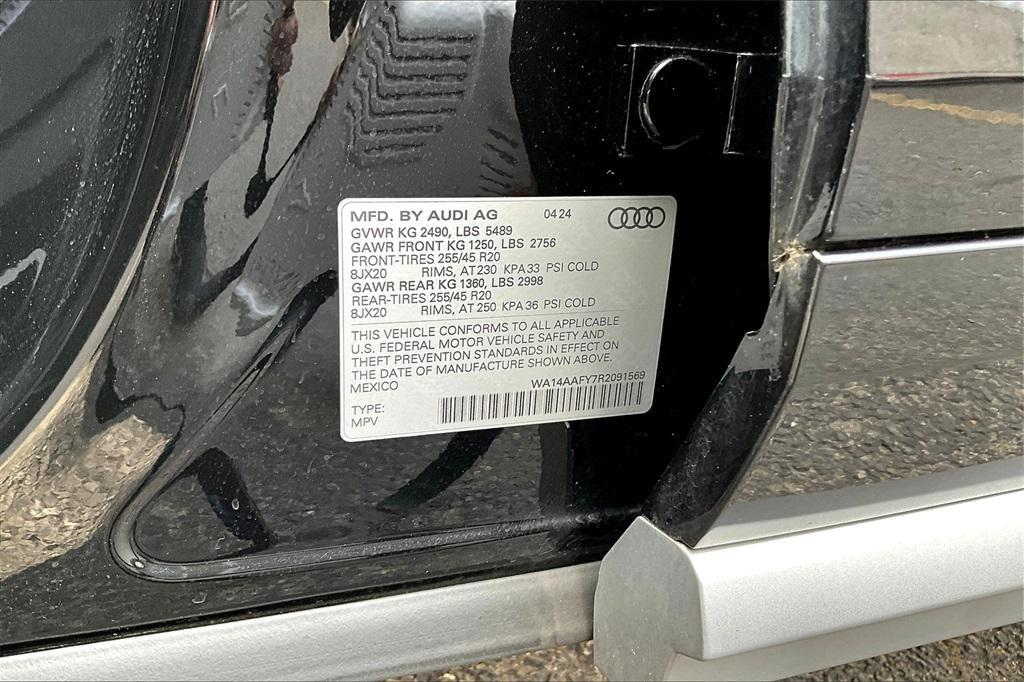 MFD. BY AUDI AG 04 24
GVWR KG 2490, LBS 5489
GAWR FRONT KG 1250, LBS 2756
FRONT-TIRES 255/45 R20
8JX20 RIMS, AT 230 KPA 33 PSI COLD
GAWR REAR KG 1360, LBS 2998
REAR-TIRES 255/45 R20
8JX20 RIMS, AT 250 KPA 36 PSI COLD
THIS VEHICLE CONFORMS TO ALL APPLICABLE
U.S. FEDERAL MOTOR VEHICLE SAFETY AND
THEFT PREVENTION STANDARDS IN EFFECT ON
THE DATE OF MANUFACTURE SHOWN ABOVE.
MEXICO WA14AAFY7R2091569
TYPE:
MPV